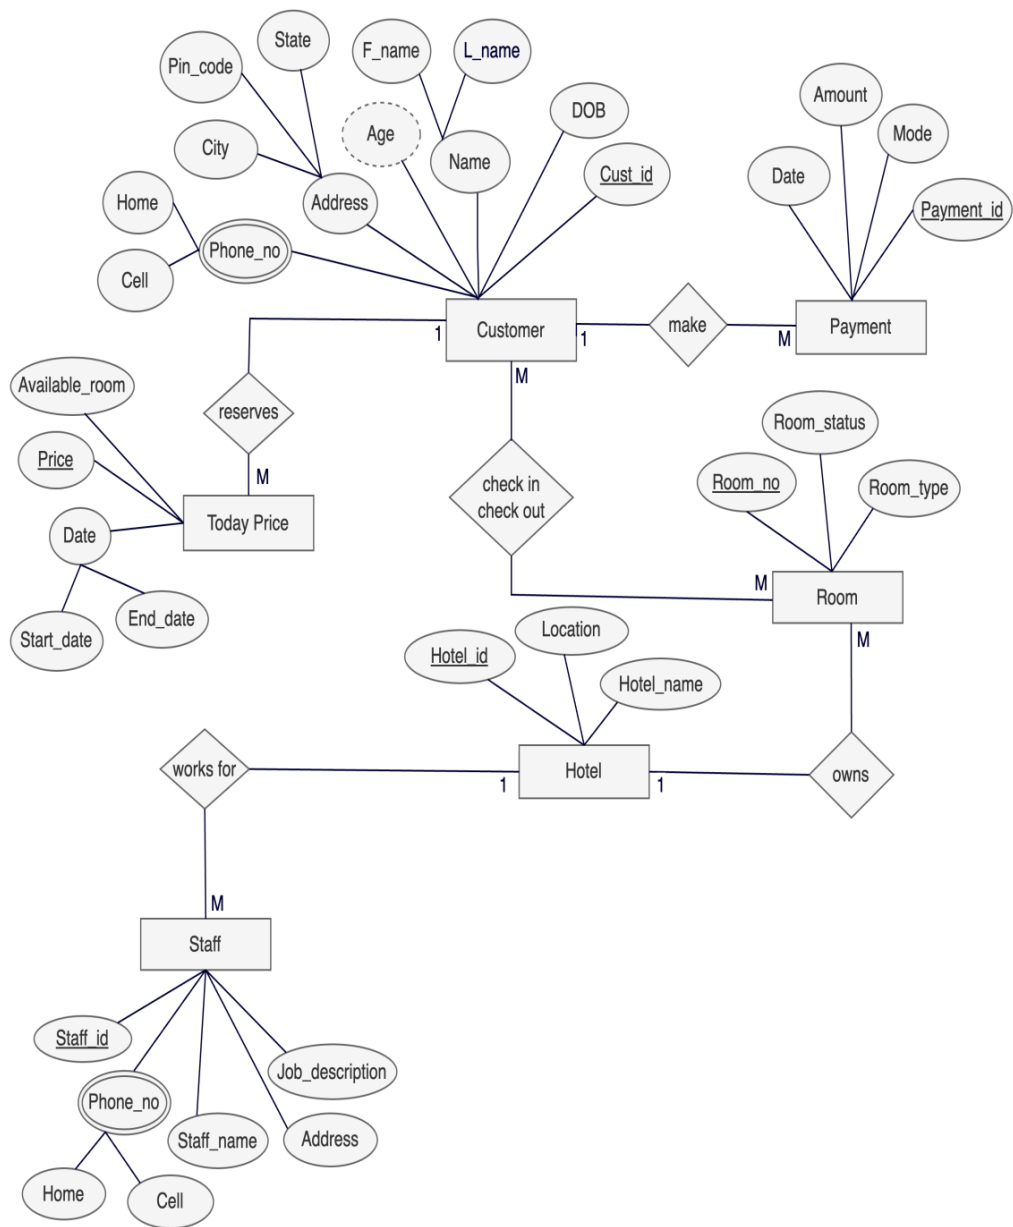 State
F_name
L_name
Pin_code
Amount
DOB
Age
Mode
City
Name
Cust_id
Date
Home
Address
Payment_id
Phone_no
Cell
Customer
make
Payment
1
1
M
M
Available_room
reserves
Room_status
Price
M
check in
check out
Room_no
Room_type
Today Price
Date
M
Room
Start_date
End_date
Location
M
Hotel_id
Hotel_name
works for
Hotel
owns
1
1
M
Staff
Staff_id
Job_description
Phone_no
Staff_name
Address
Home
Cell